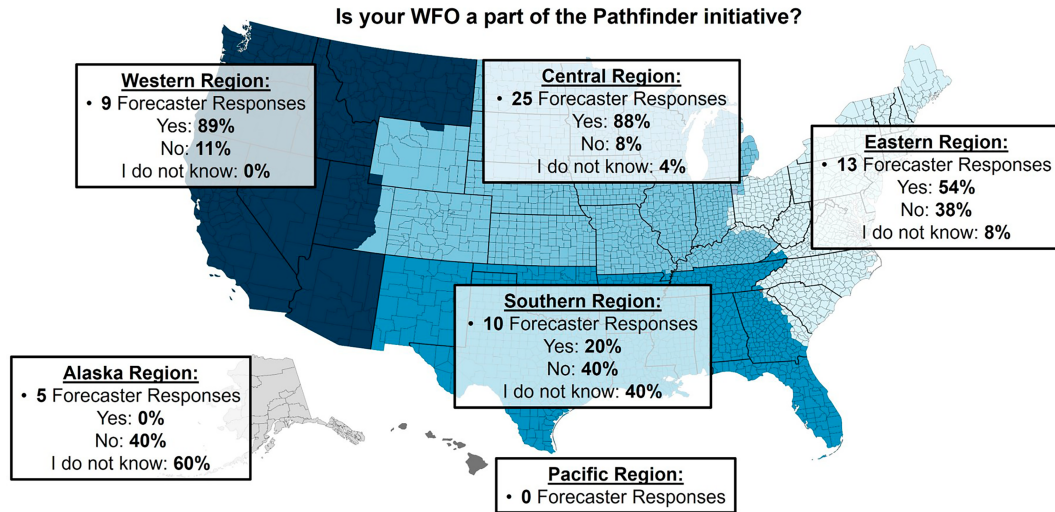 Is your WFO a part of the Pathfinder initiative?
Western Region:
• 9 Forecaster Responses
Yes: 89%
No: 11%
I do not know: 0%
Central Region:
• 25 Forecaster Responses
Yes: 88%
No: 8%
I do not know: 4%
Eastern Region:
• 13 Forecaster Responses
Yes: 54%
No: 38%
I do not know: 8%
Southern Region:
• 10 Forecaster Responses
Yes: 20%
No: 40%
I do not know: 40%
Alaska Region:
• 5 Forecaster Responses
Yes: 0%
No: 40%
I do not know: 60%
Pacific Region:
• 0 Forecaster Responses